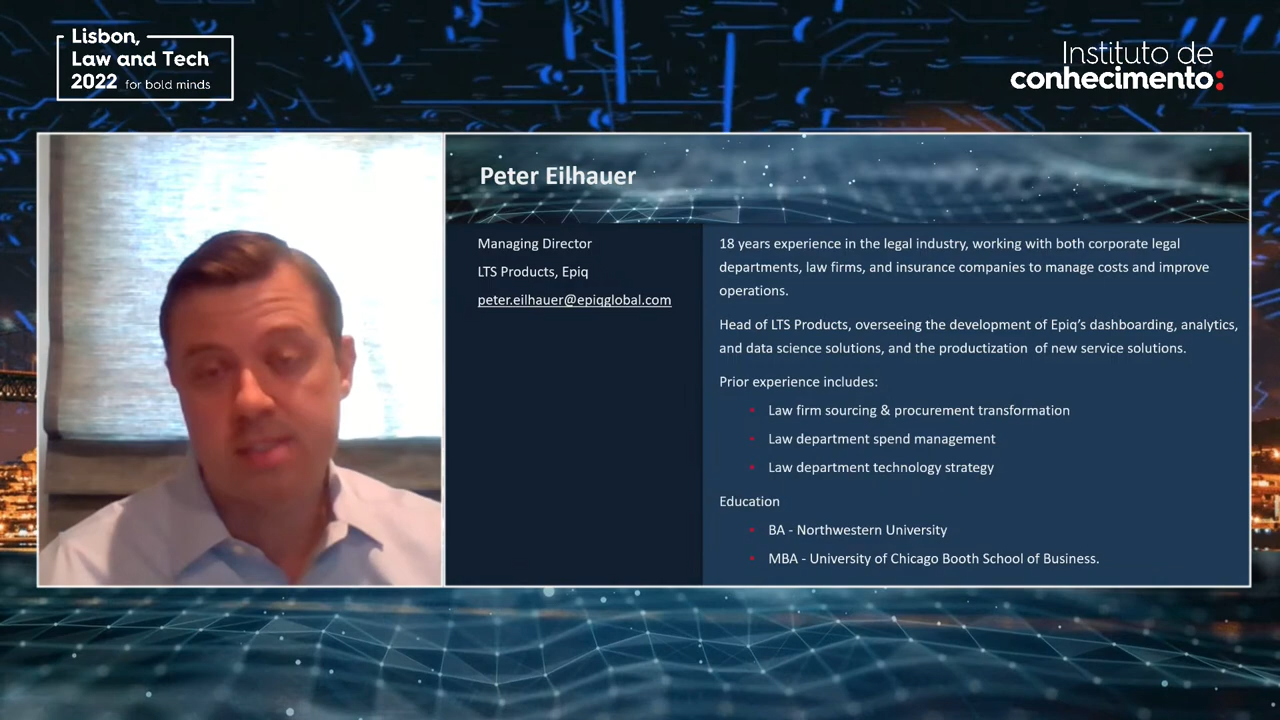 Lisbon,
Law and Tech
2022 for bold minds
Instituto de
conhecimento:
Peter Eilhauer
Managing Director
LTS Products, Epiq
peter.eilhauer@epiqglobal.com
18 years experience in the legal industry, working with both corporate legal
departments, law firms, and insurance companies to manage costs and improve
operations.
Head of LTS Products, overseeing the development of Epiq's dashboarding, analytics,
and data science solutions, and the productization of new service solutions.
Prior experience includes:
• Law firm sourcing & procurement transformation
• Law department spend management
• Law department technology strategy
Education
• BA - Northwestern University
• MBA - University of Chicago Booth School of Business.